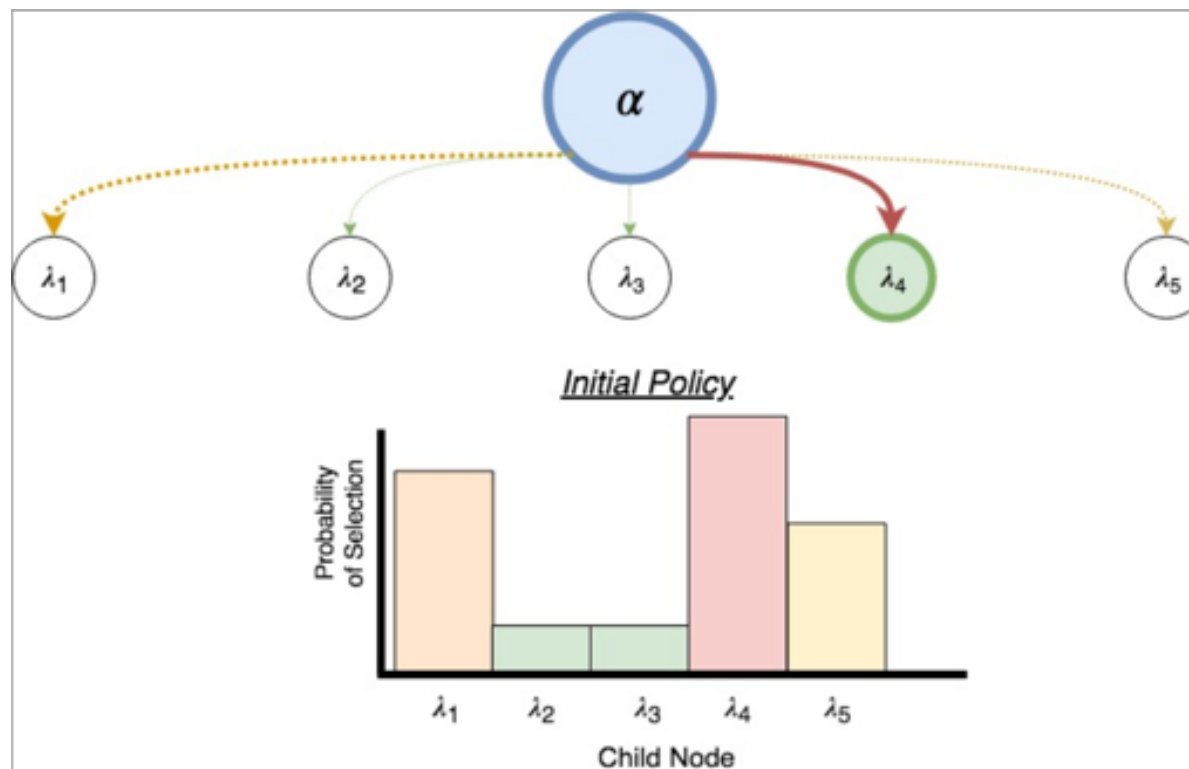 α
λ1 λ2 λ3 λ4 λ5
Initial Policy
Probability
of Selection
λ1 λ2 λ3 λ4 λ5
Child Node